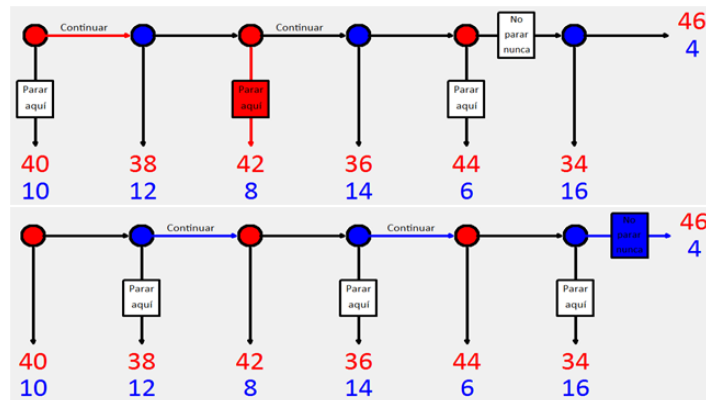 Continuar
Continuar
No
parar
nunca
46
4
Parar
aquí
Parar
aquí
Parar
aquí
40
38
42
36
44
34
10
12
8
14
6
16
Continuar
Continuar
No
parar
nunca
46
4
Parar
aquí
Parar
aquí
Parar
aquí
40
38
42
36
44
34
10
12
8
14
6
16